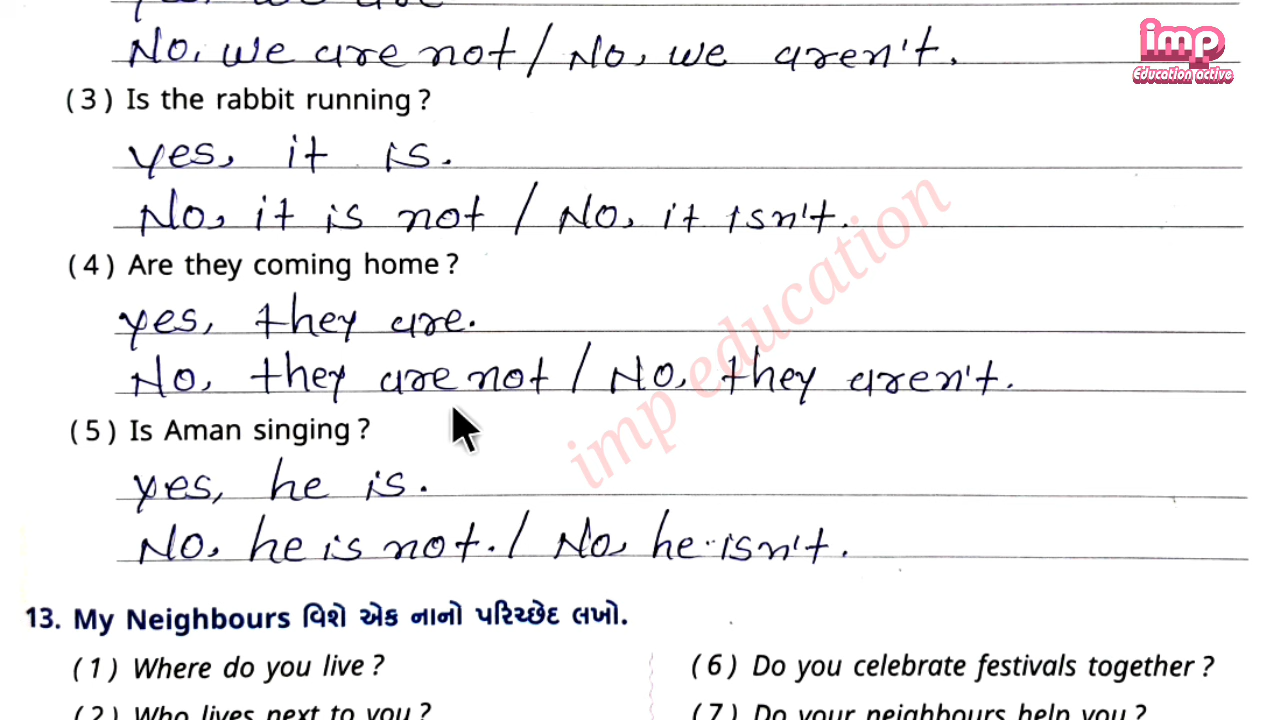 No, we are not / No, we aren't.
imp
Education active
(3) Is the rabbit running ?
yes, it is.
No, it is not / No, it isn't.
(4) Are they coming home ?
yes, they are.
No, they are not / No, they aren't.
(5) Is Aman singing ?
yes, he is.
No, he is not. / No, he isn't.
imp education
13. My Neighbours વિશે એક નાનો પરિચ્છેદ લખો.
(1) Where do you live ?
(6) Do you celebrate festivals together ?
(2) Who lives next to you ?
(7) Do your neighbours help you ?